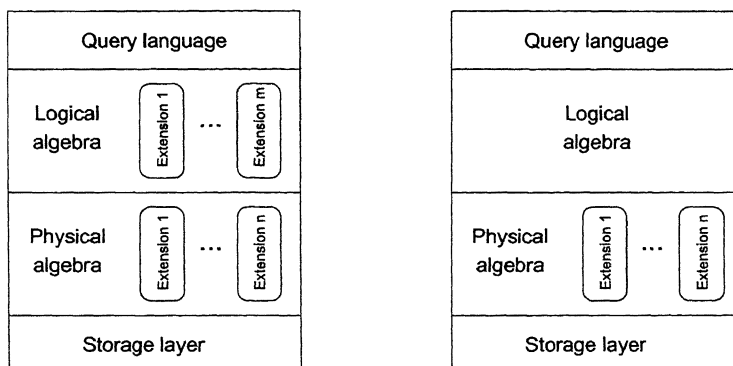 Query language
Logical
algebra
Extension 1
...
Extension m
Physical
algebra
Extension 1
...
Extension n
Storage layer
Query language
Logical
algebra
Physical
algebra
Extension 1
...
Extension n
Storage layer